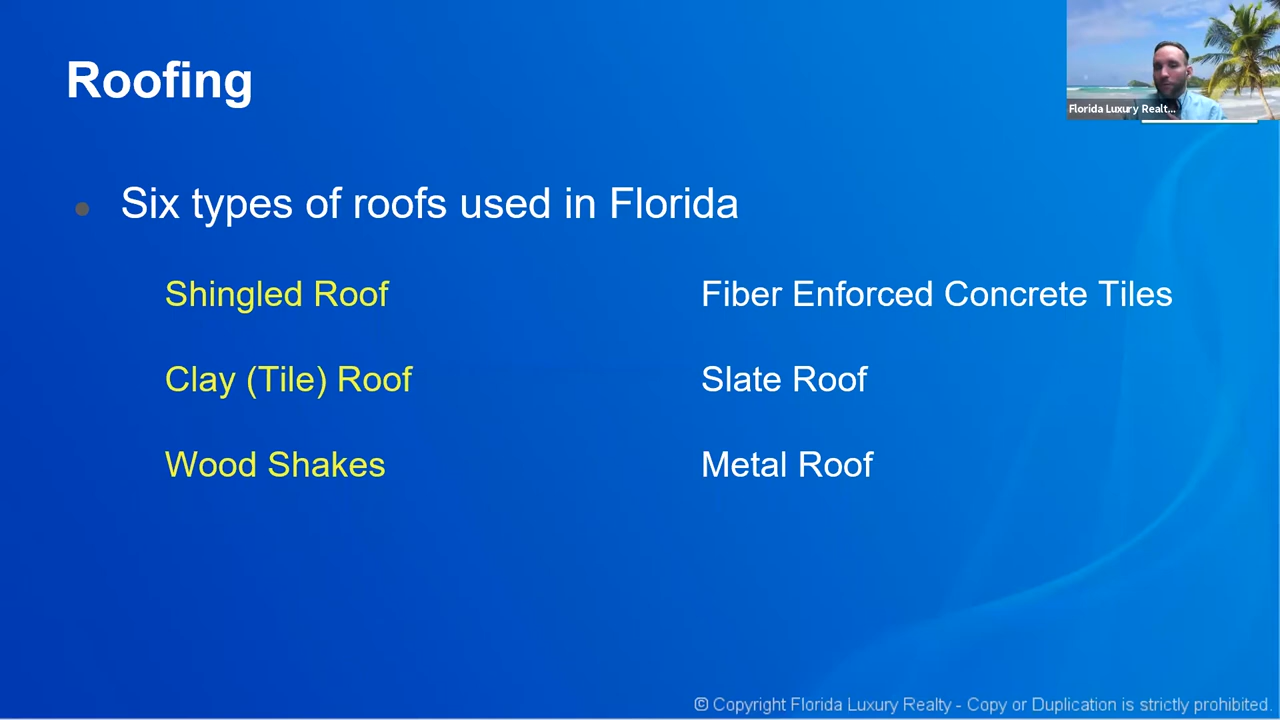 Roofing
Florida Luxury Realt...
Six types of roofs used in Florida
Shingled Roof
Fiber Enforced Concrete Tiles
Clay (Tile) Roof
Slate Roof
Wood Shakes
Metal Roof
© Copyright Florida Luxury Realty - Copy or Duplication is strictly prohibited.